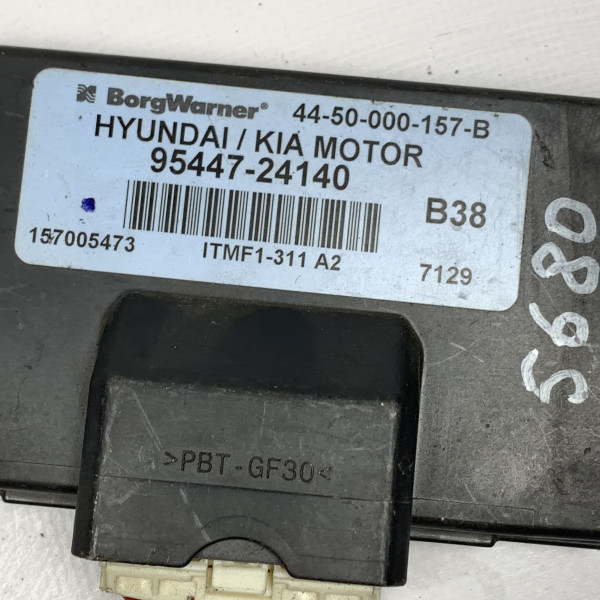 BorgWarner® 44-50-000-157-B
HYUNDAI / KIA MOTOR
95447-24140
B38
157005473 ITMF1-311 A2 7129
5680
>PBT-GF30<